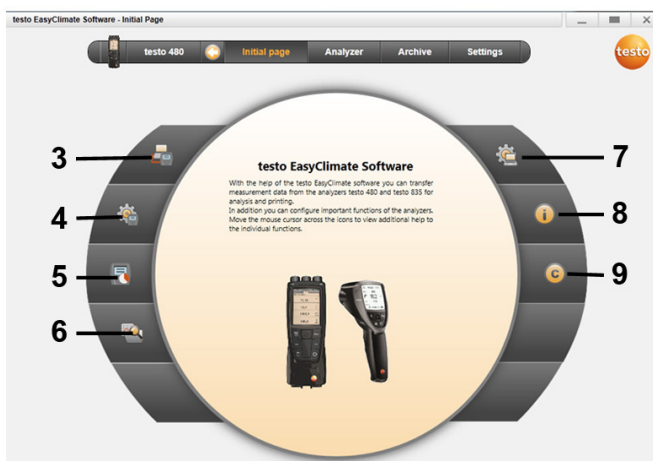 testo EasyClimate Software - Initial Page
testo 480 Initial page Analyzer Archive Settings
testo
3
4
5
6
7
8
9
i
c
testo EasyClimate Software
With the help of the testo EasyClimate software you can transfer
measurement data from the analyzers testo 480 and testo 835 for
analysis and printing.
In addition you can configure important functions of the analyzers.
Move the mouse cursor across the icons to view additional help to
the individual functions.